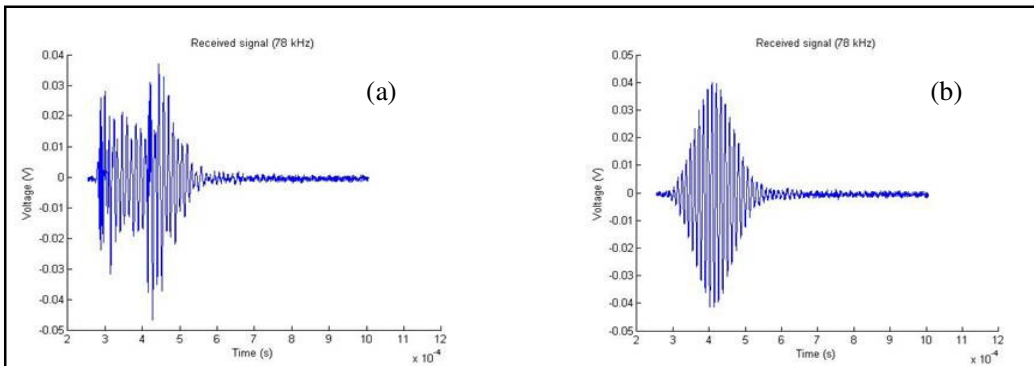 Received signal (78 kHz)
(a)
0.04
0.03
0.02
0.01
0
-0.01
-0.02
-0.03
-0.04
-0.05
Voltage (V)
2 3 4 5 6 7 8 9 10 11 12
Time (s)
x 10⁻⁴
Received signal (78 kHz)
(b)
0.05
0.04
0.03
0.02
0.01
0
-0.01
-0.02
-0.03
-0.04
-0.05
Voltage (V)
2 3 4 5 6 7 8 9 10 11 12
Time (s)
x 10⁻⁴